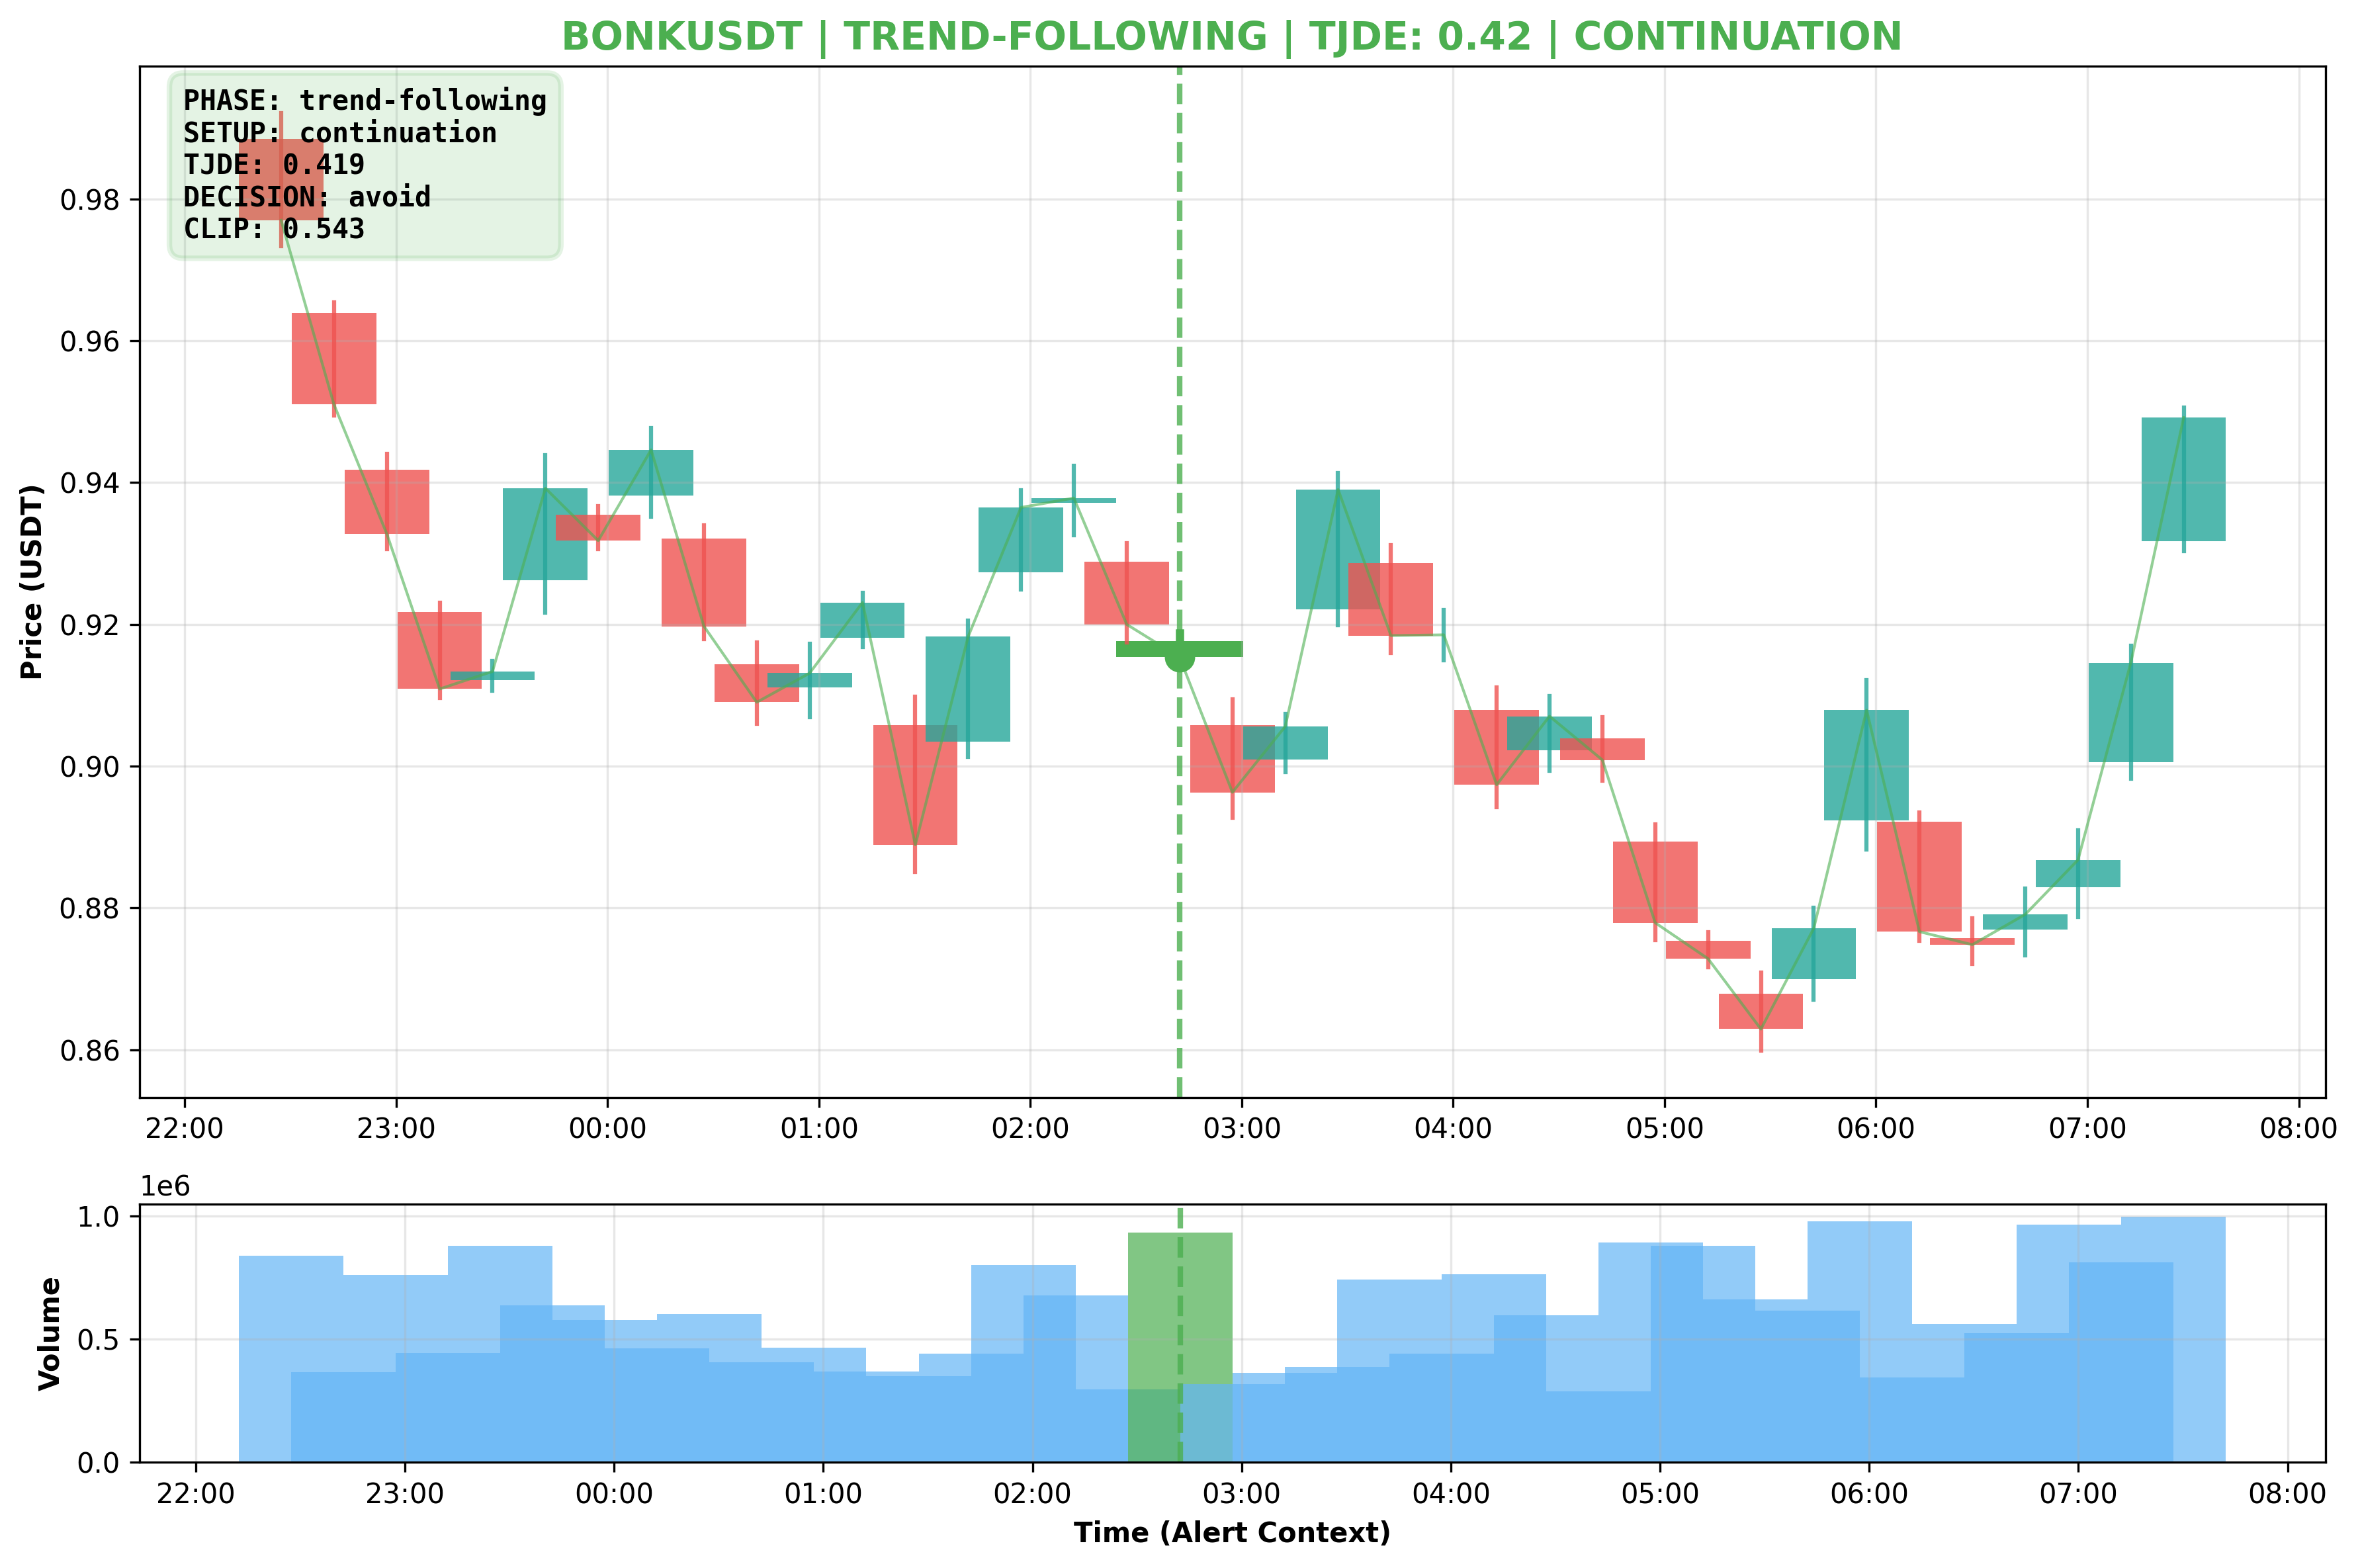 BONKUSDT | TREND-FOLLOWING | TJDE: 0.42 | CONTINUATION
PHASE: trend-following
SETUP: continuation
TJDE: 0.419
DECISION: avoid
CLIP: 0.543
Price (USDT)
0.98
0.96
0.94
0.92
0.90
0.88
0.86
22:00 23:00 00:00 01:00 02:00 03:00 04:00 05:00 06:00 07:00 08:00
1e6
Volume
1.0
0.5
0.0
22:00 23:00 00:00 01:00 02:00 03:00 04:00 05:00 06:00 07:00 08:00
Time (Alert Context)